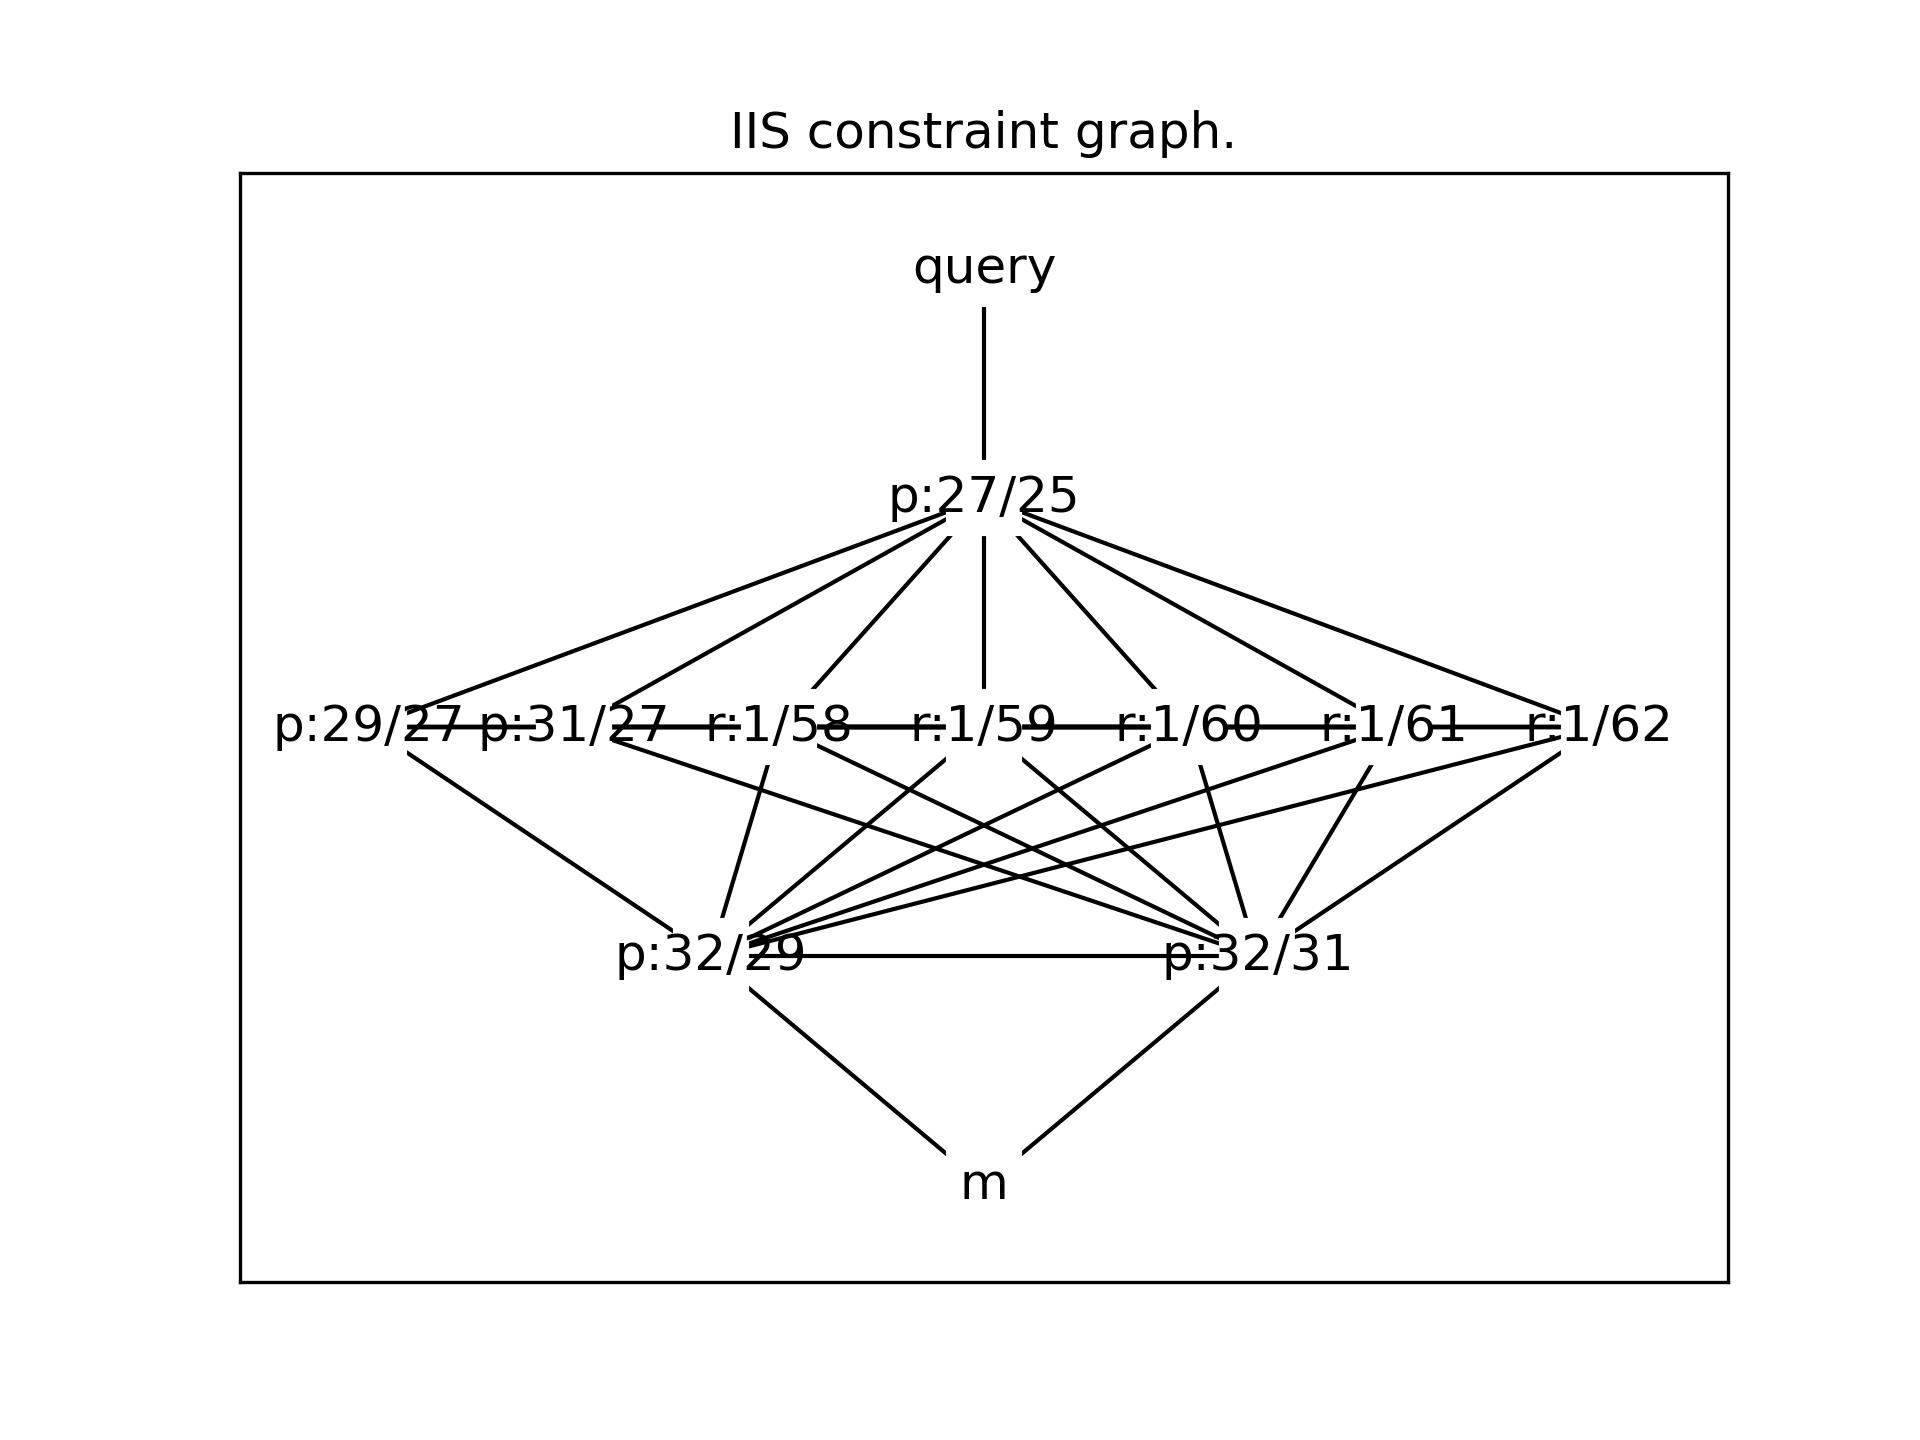 IIS constraint graph.
query
p:27/25
p:29/27 p:31/27 r:1/58 r:1/59 r:1/60 r:1/61 r:1/62
p:32/29 p:32/31
m